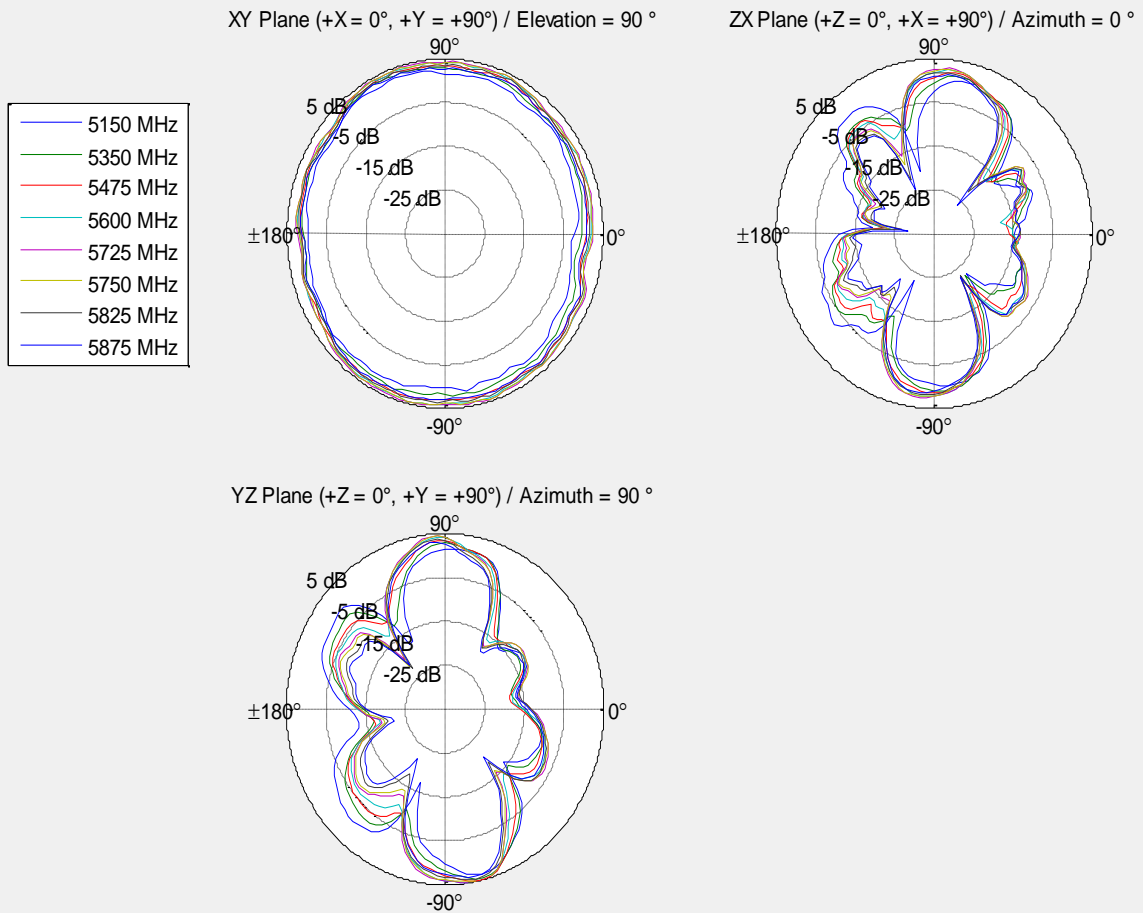 XY Plane (+X = 0°, +Y = +90°) / Elevation = 90 °
90°
5 dB
-5 dB
-15 dB
-25 dB
±180°
0°
-90°
ZX Plane (+Z = 0°, +X = +90°) / Azimuth = 0 °
90°
5 dB
-5 dB
-15 dB
-25 dB
±180°
0°
-90°
5150 MHz
5350 MHz
5475 MHz
5600 MHz
5725 MHz
5750 MHz
5825 MHz
5875 MHz
YZ Plane (+Z = 0°, +Y = +90°) / Azimuth = 90 °
90°
5 dB
-5 dB
-15 dB
-25 dB
±180°
0°
-90°